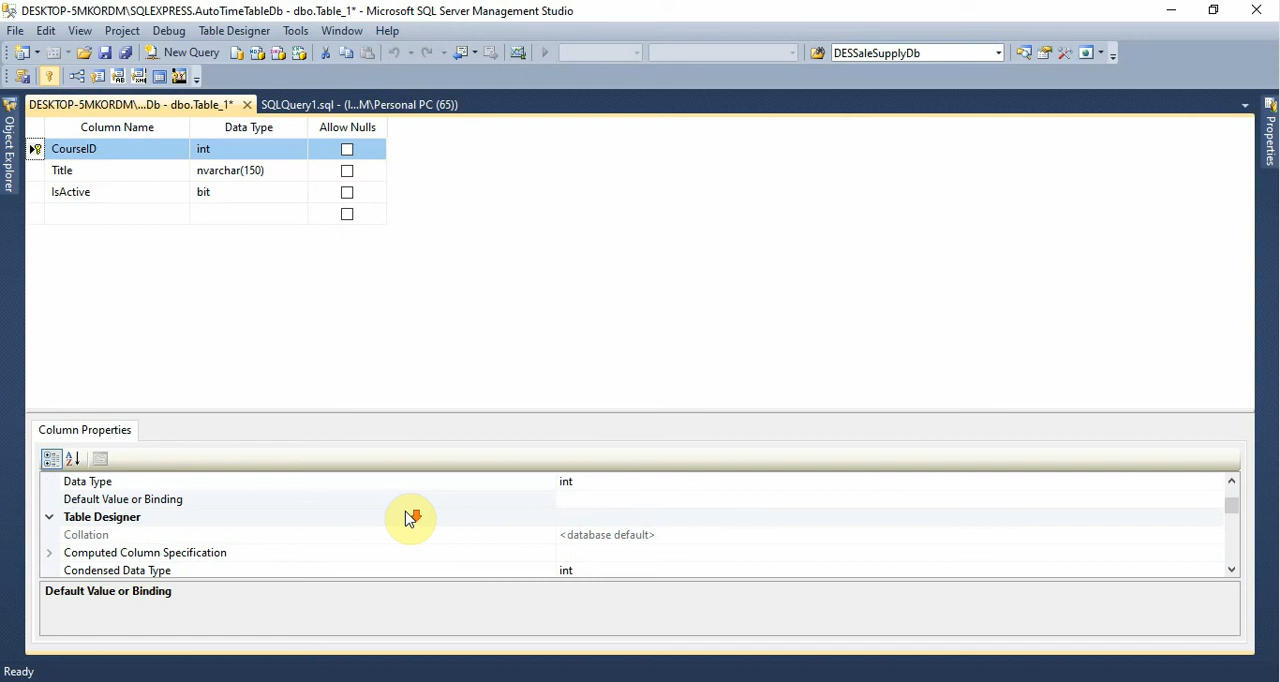 DESKTOP-5MKORDM\SQLEXPRESS.AutoTimeTableDb - dbo.Table_1* - Microsoft SQL Server Management Studio
File Edit View Project Debug Table Designer Tools Window Help
New Query DESSaleSupplyDb
DESKTOP-5MKORDM\...Db - dbo.Table_1* SQLQuery1.sql - (l...M\Personal PC (65))
Object Explorer
Properties
Column Name Data Type Allow Nulls
CourseID int
Title nvarchar(150)
IsActive bit
Column Properties
Data Type int
Default Value or Binding
Table Designer
Collation <database default>
Computed Column Specification
Condensed Data Type int
Default Value or Binding
Ready